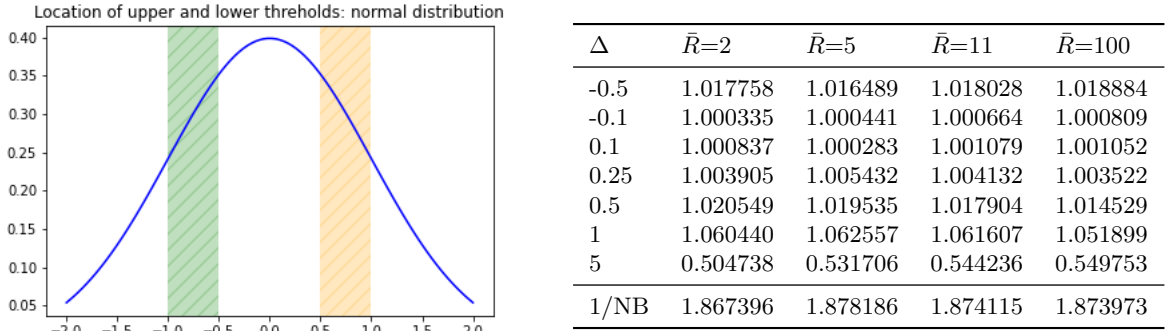 Location of upper and lower threholds: normal distribution
0.40
0.35
0.30
0.25
0.20
0.15
0.10
0.05
−2.0 −1.5 −1.0 −0.5 0.0 0.5 1.0 1.5 2.0
Δ R̄=2 R̄=5 R̄=11 R̄=100
-0.5 1.017758 1.016489 1.018028 1.018884
-0.1 1.000335 1.000441 1.000664 1.000809
0.1 1.000837 1.000283 1.001079 1.001052
0.25 1.003905 1.005432 1.004132 1.003522
0.5 1.020549 1.019535 1.017904 1.014529
1 1.060440 1.062557 1.061607 1.051899
5 0.504738 0.531706 0.544236 0.549753
1/NB 1.867396 1.878186 1.874115 1.873973